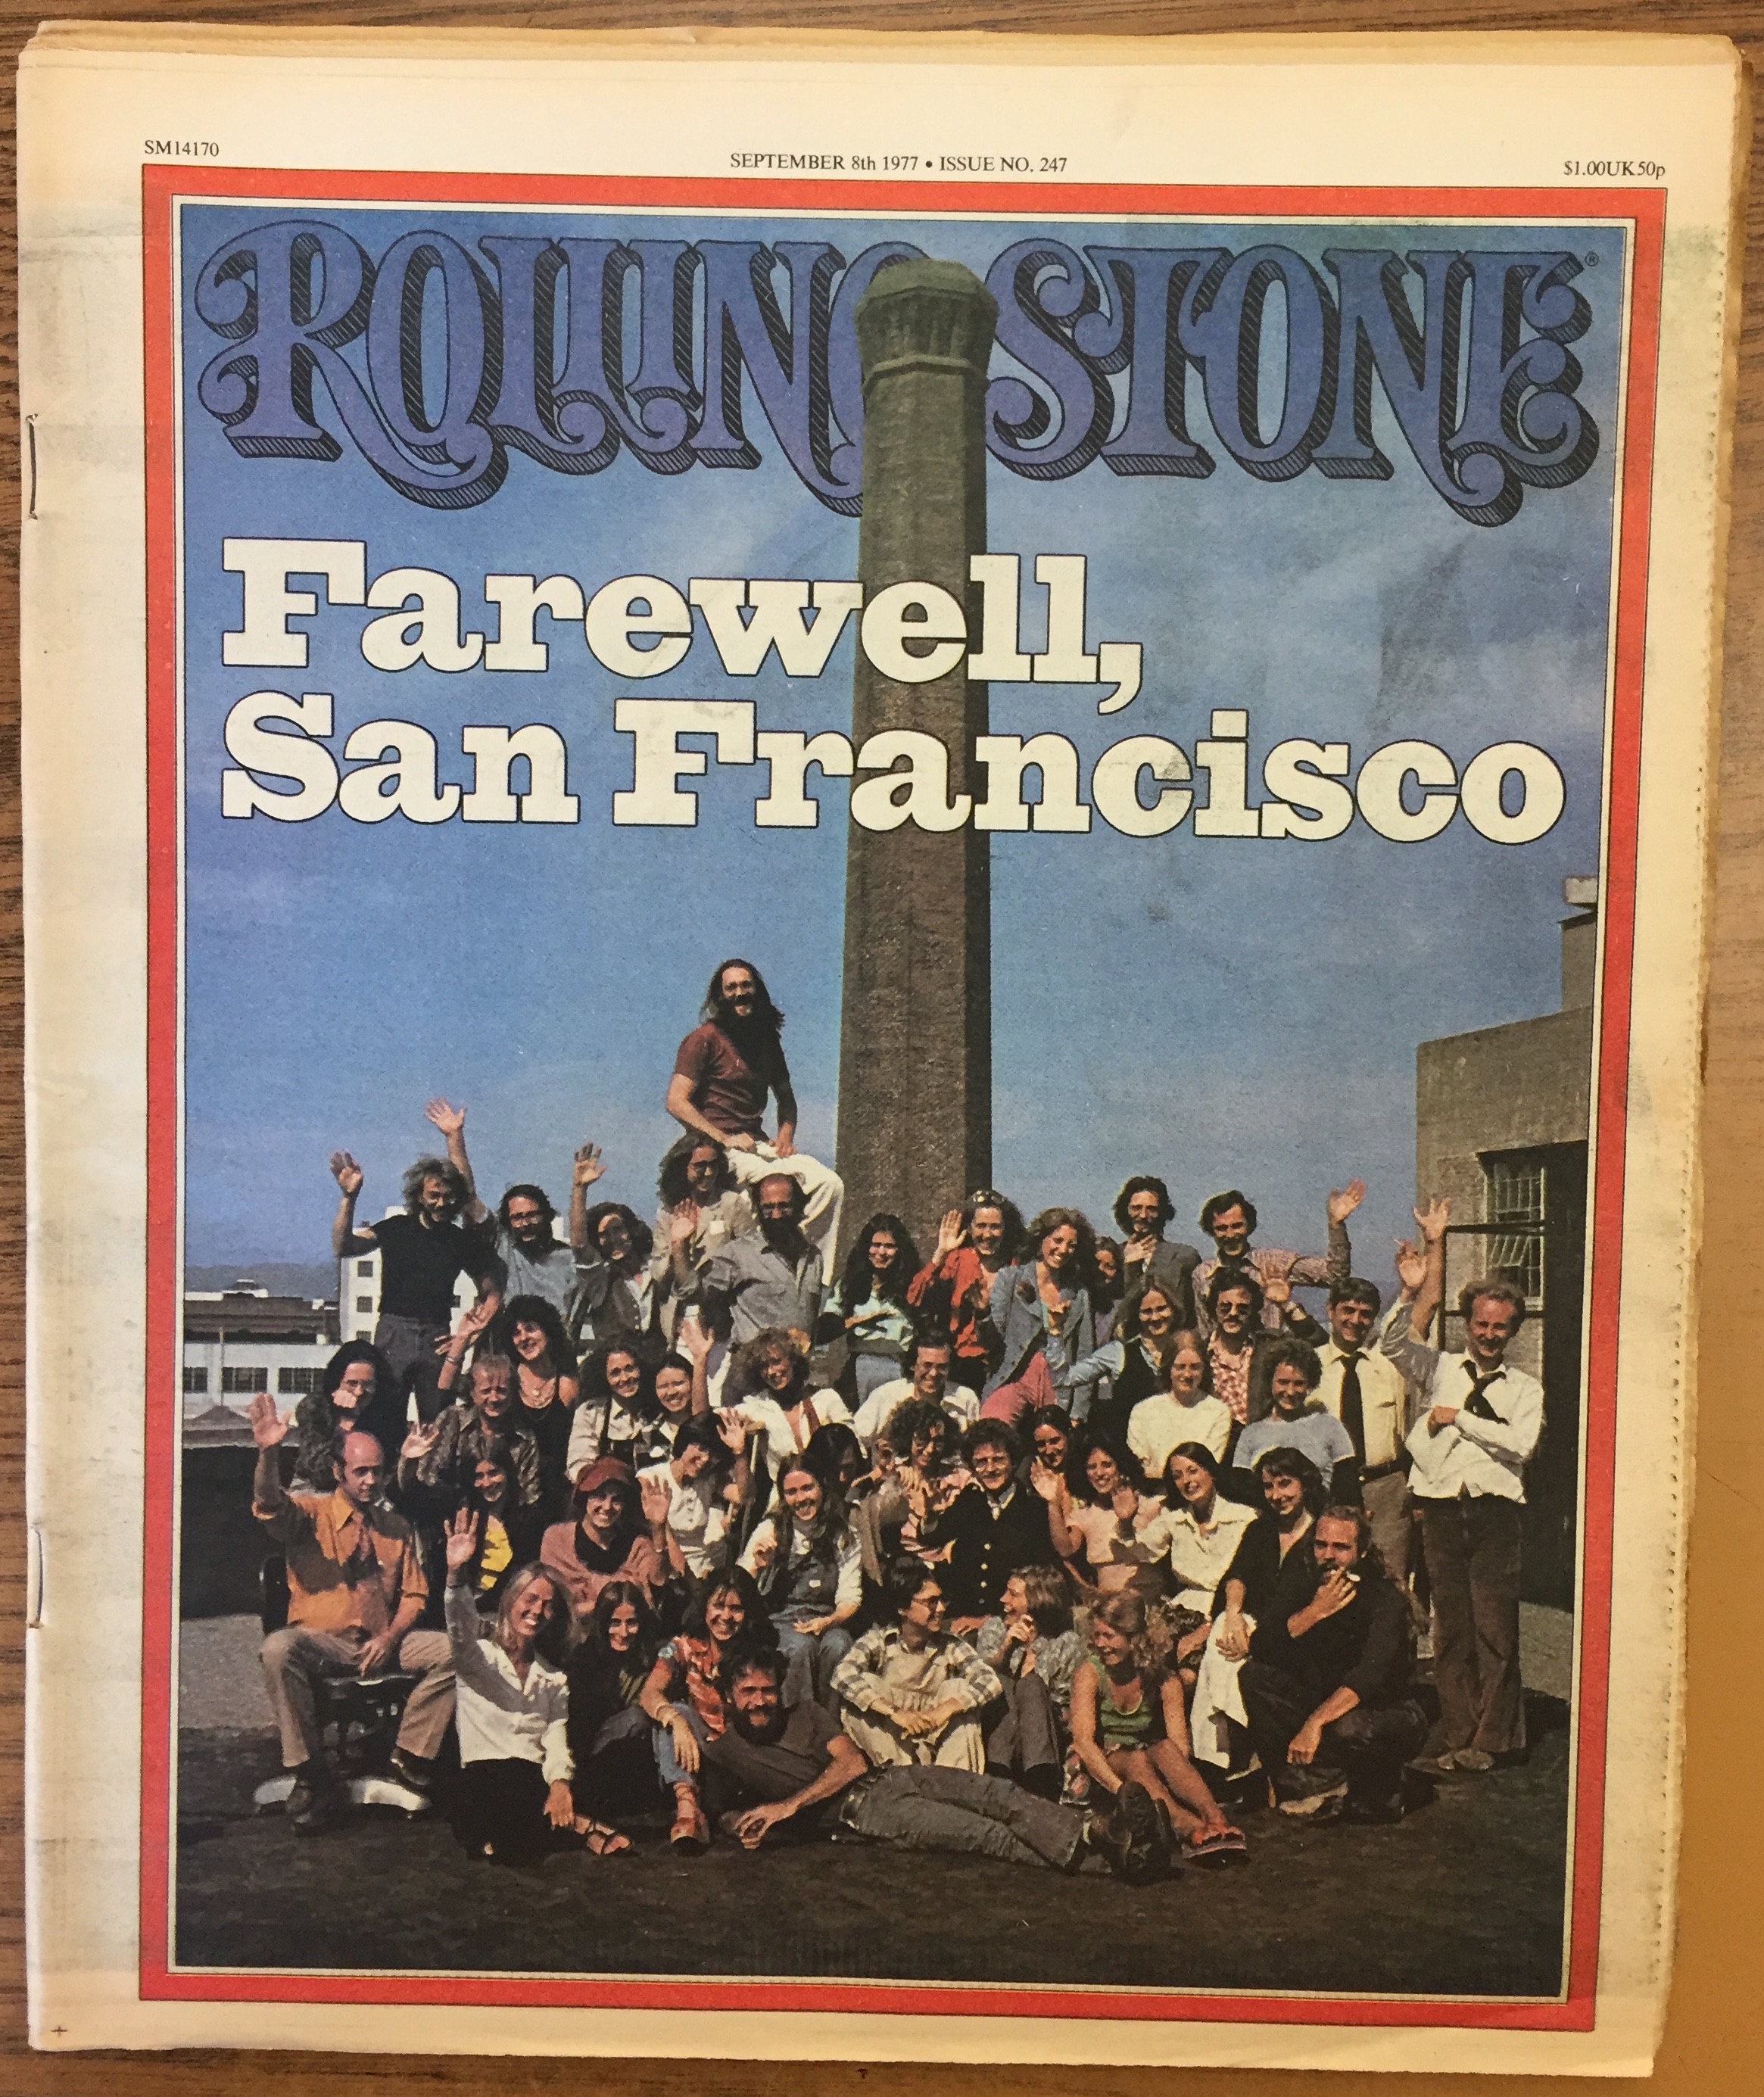 SM14170
SEPTEMBER 8th 1977 • ISSUE NO. 247
$1.00UK50p
ROLLING STONE®
Farewell,
San Francisco